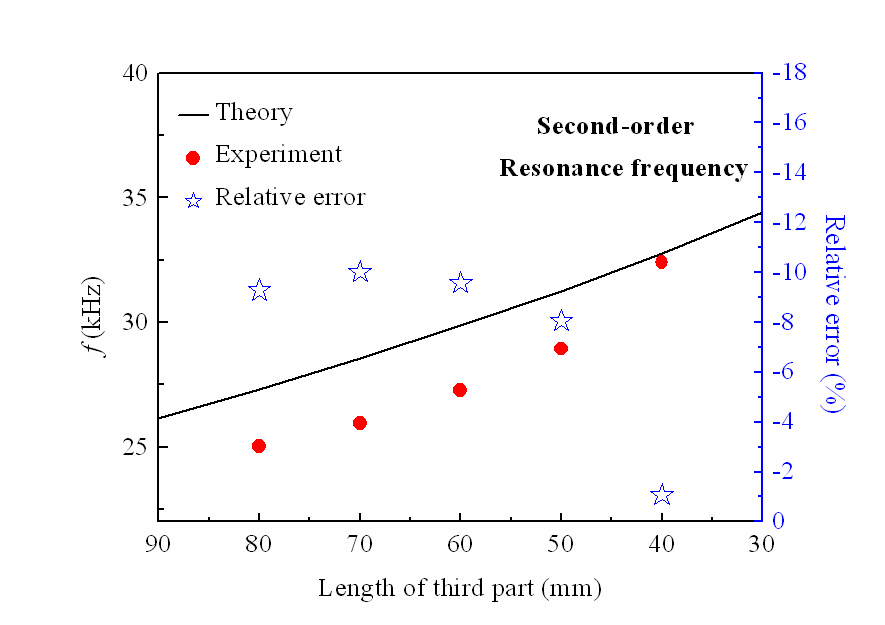 40
35
30
25
f (kHz)
Theory
Experiment
Relative error
Second-order
Resonance frequency
-18
-16
-14
-12
-10
-8
-6
-4
-2
0
Relative error (%)
90 80 70 60 50 40 30
Length of third part (mm)